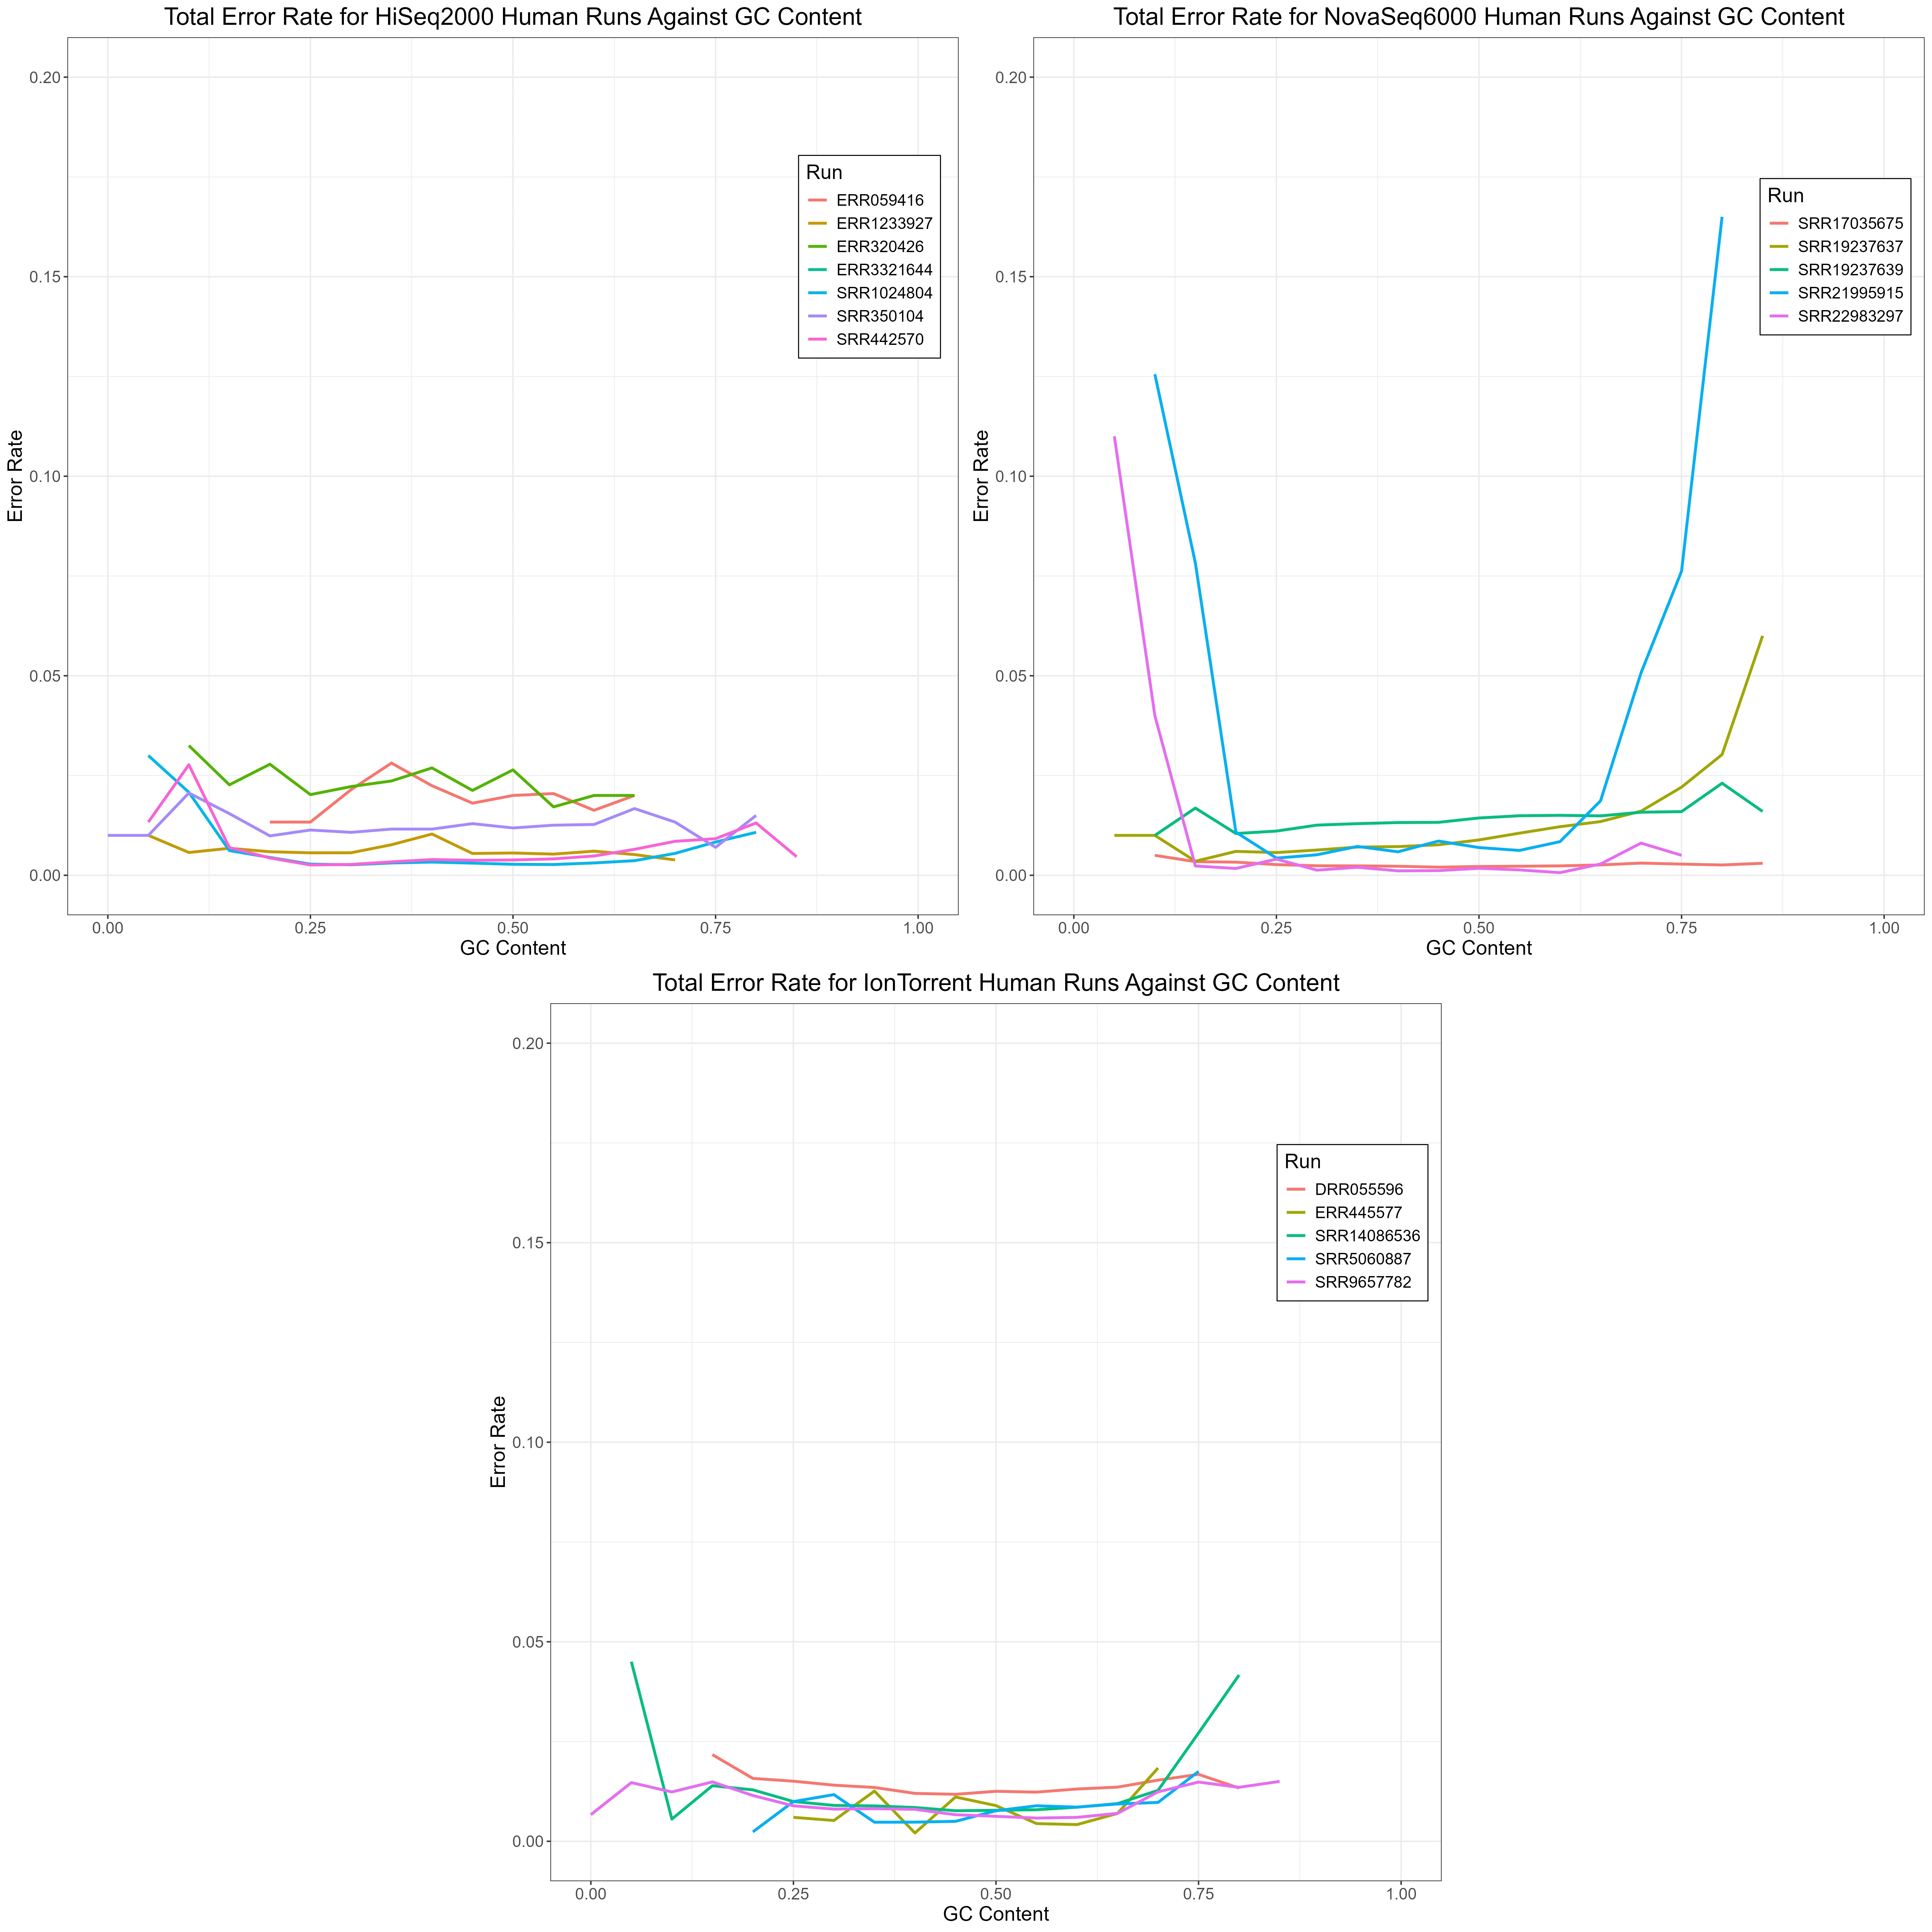 Total Error Rate for HiSeq2000 Human Runs Against GC Content
0.20
0.15
0.10
0.05
0.00
Error Rate
0.00 0.25 0.50 0.75 1.00
GC Content
Run
ERR059416
ERR1233927
ERR320426
ERR3321644
SRR1024804
SRR350104
SRR442570
Total Error Rate for NovaSeq6000 Human Runs Against GC Content
0.20
0.15
0.10
0.05
0.00
Error Rate
0.00 0.25 0.50 0.75 1.00
GC Content
Run
SRR17035675
SRR19237637
SRR19237639
SRR21995915
SRR22983297
Total Error Rate for IonTorrent Human Runs Against GC Content
0.20
0.15
0.10
0.05
0.00
Error Rate
0.00 0.25 0.50 0.75 1.00
GC Content
Run
DRR055596
ERR445577
SRR14086536
SRR5060887
SRR9657782